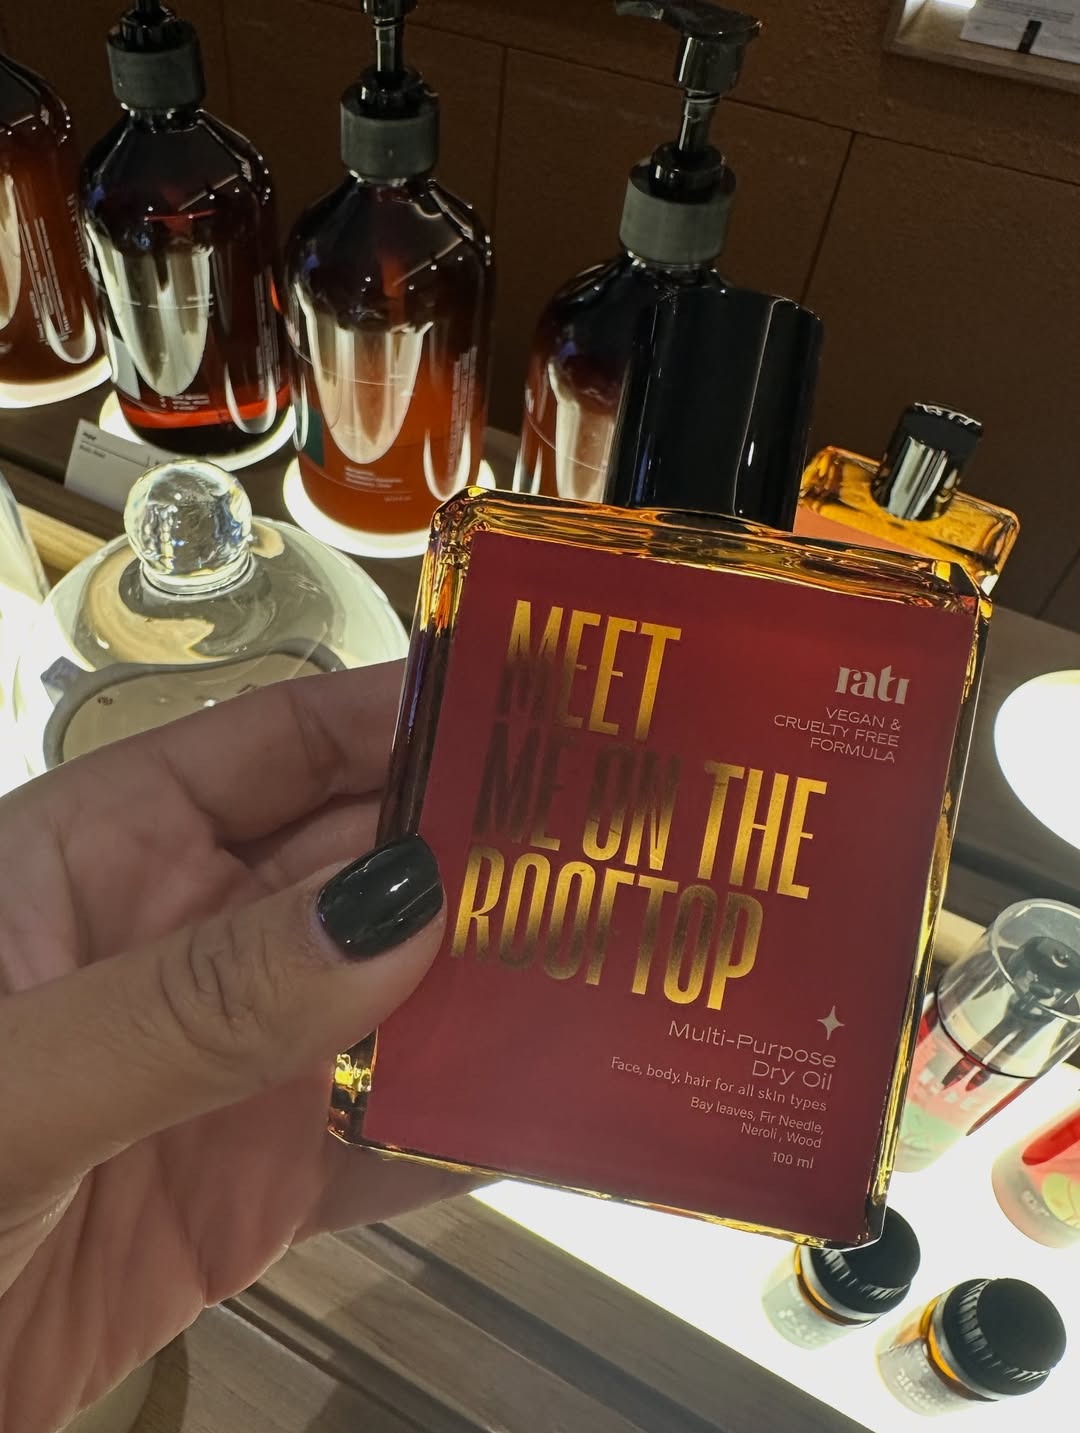 MEET
ME ON THE
ROOFTOP
rati
VEGAN &
CRUELTY FREE
FORMULA
Multi-Purpose
Dry Oil
Face, body, hair for all skin types
Bay leaves, Fir Needle,
Neroli, Wood
100 ml